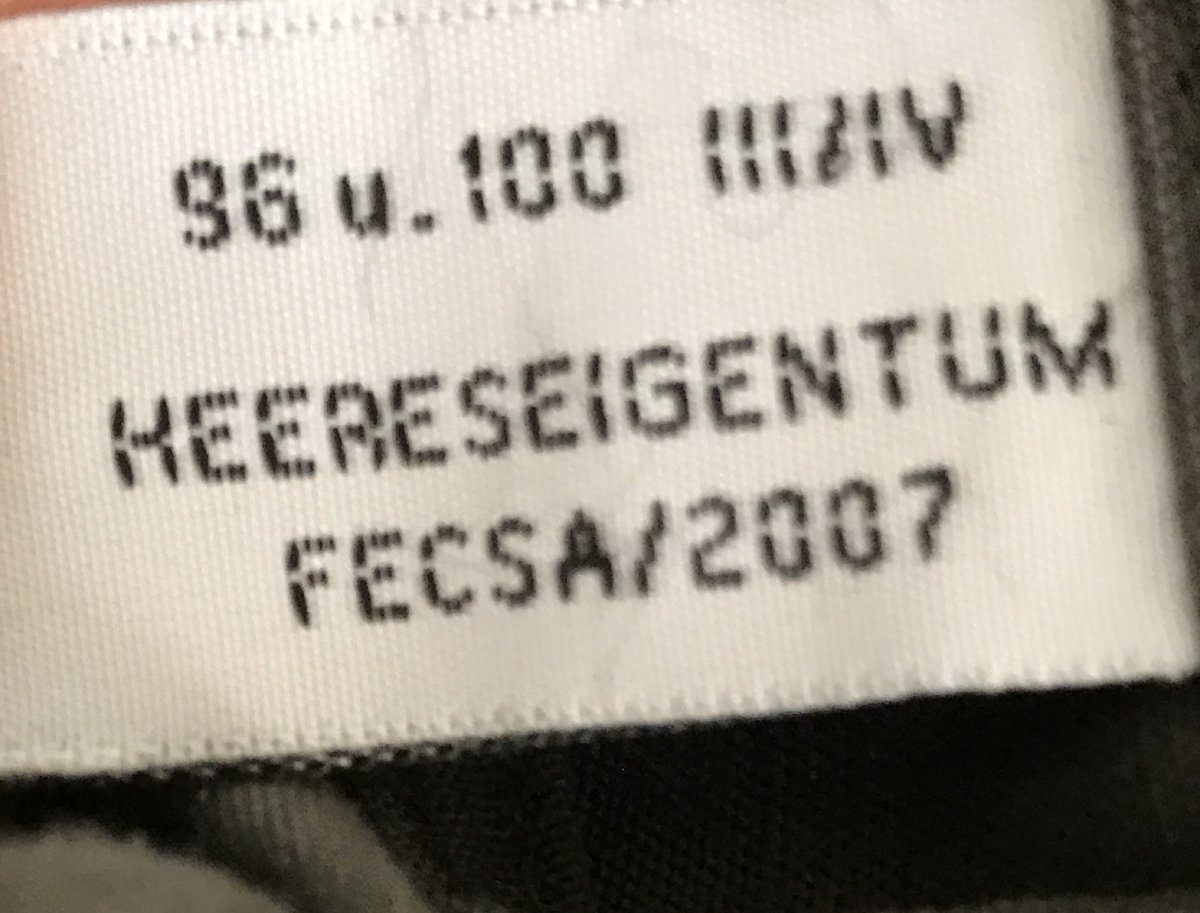 96 u.100 III/IV
HEERESEIGENTUM
FECSA/2007